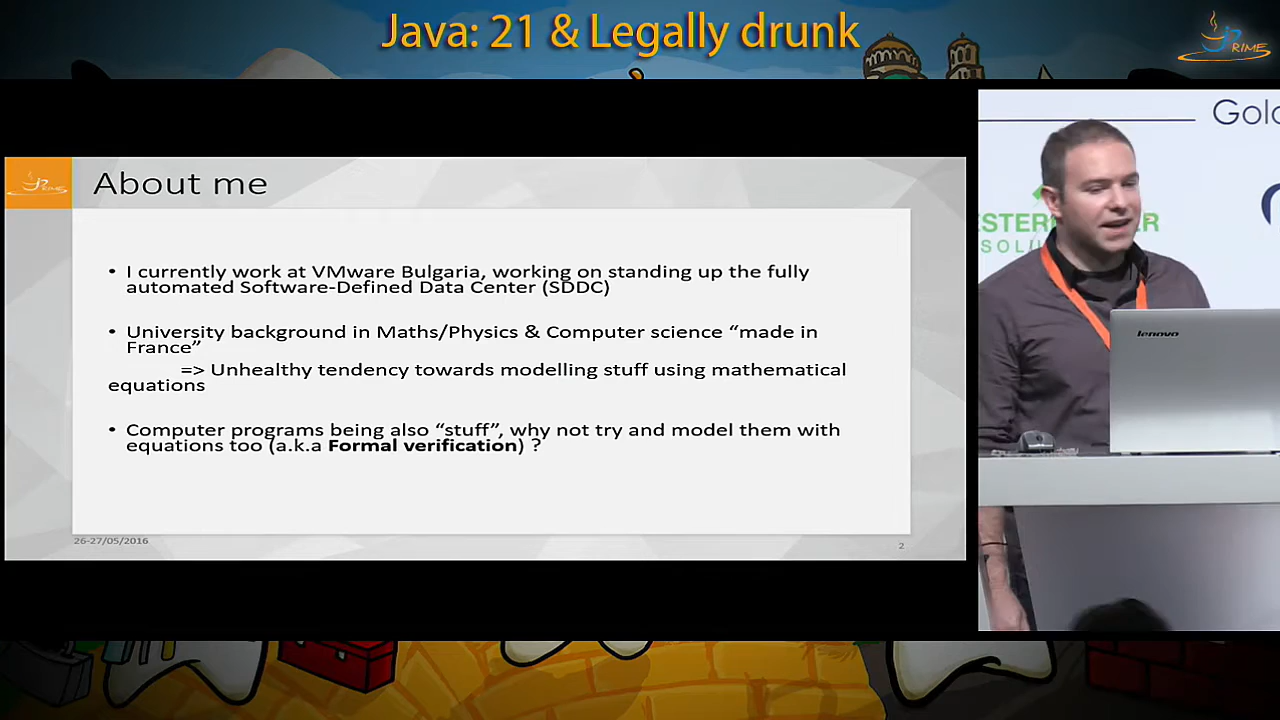 Java: 21 & Legally drunk
PRIME
Gold
PRIME
About me
• I currently work at VMware Bulgaria, working on standing up the fully
automated Software-Defined Data Center (SDDC)
• University background in Maths/Physics & Computer science “made in
France”
=> Unhealthy tendency towards modelling stuff using mathematical
equations
• Computer programs being also “stuff”, why not try and model them with
equations too (a.k.a Formal verification) ?
26-27/05/2016
2
lenovo